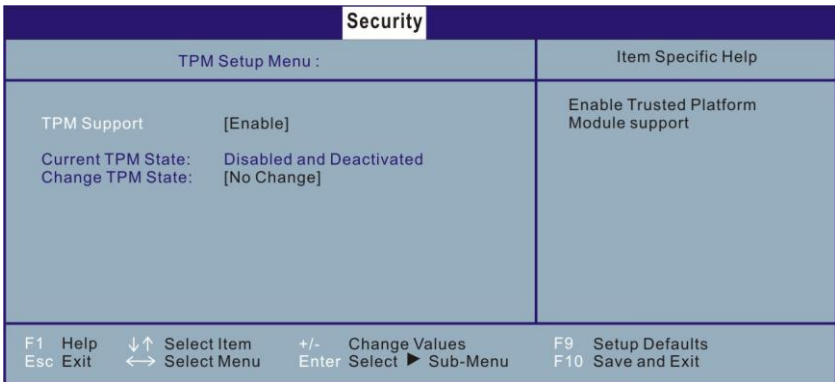 Security
TPM Setup Menu :
Item Specific Help
TPM Support [Enable]
Current TPM State: Disabled and Deactivated
Change TPM State: [No Change]
Enable Trusted Platform
Module support
F1 Help ↓↑ Select Item +/- Change Values F9 Setup Defaults
Esc Exit ←→ Select Menu Enter Select ▶ Sub-Menu F10 Save and Exit